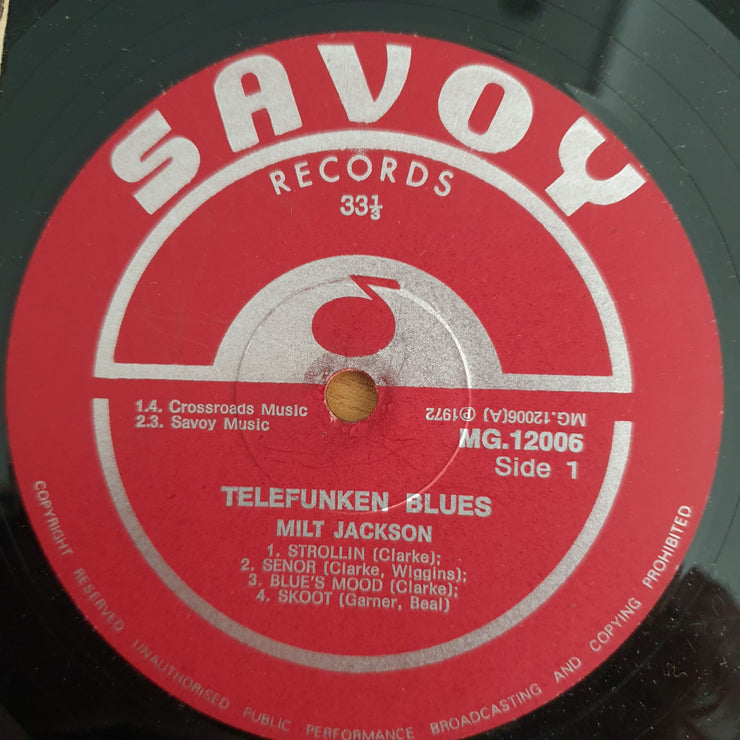 SAVOY
RECORDS
33⅓
1.4. Crossroads Music
2.3. Savoy Music
MG.12006(A) ℗1972
MG.12006
Side 1
TELEFUNKEN BLUES
MILT JACKSON
1. STROLLIN (Clarke);
2. SENOR (Clarke, Wiggins);
3. BLUE'S MOOD (Clarke);
4. SKOOT (Garner, Beal)
COPYRIGHT RESERVED UNAUTHORISED PUBLIC PERFORMANCE BROADCASTING AND COPYING PROHIBITED